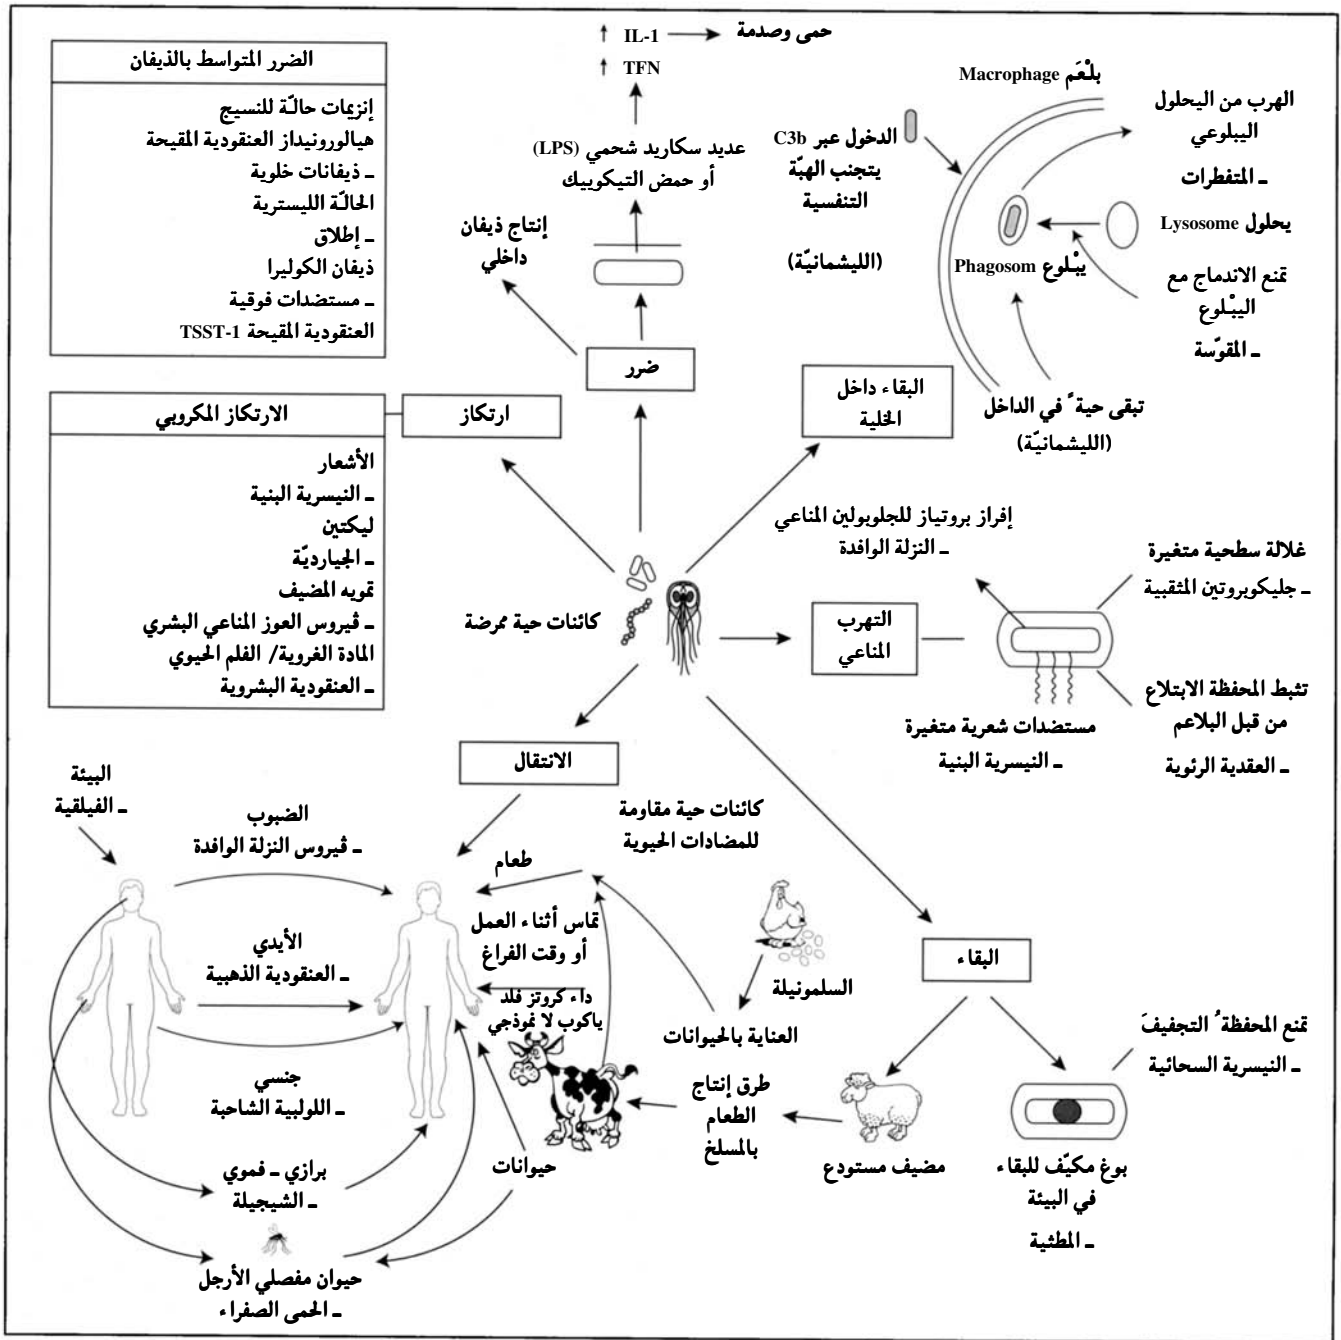 ↑ IL-1 → حمى وصدمة
↑ TFN
عديد سكاريد شحمي (LPS)
أو حمض التيكوييك
إنتاج ذيفان
داخلي
ضرر
الضرر المتواسط بالذيفان
إنزيمات حالّة للنسيج
هيالورونيداز العنقودية المقيحة
ـ ذيفانات خلوية
الحالّة الليسترية
ـ إطلاق
ذيفان الكوليرا
ـ مستضدات فوقية
العنقودية المقيحة TSST-1
بلْعَم Macrophage
الدخول عبر C3b
يتجنب الهبّة
التنفسية
(الليشمانيّة)
الهرب من اليحلول
اليبلوعي
ـ المتفطرات
يحلول Lysosome
يبْلوع Phagosom
تمنع الاندماج مع
اليبْلوع
ـ المقوّسة
تبقى حيةً في الداخل
(الليشمانيّة)
البقاء داخل
الخلية
ارتكاز
الارتكاز المكروبي
الأشعار
ـ النيسرية البنية
ليكتين
ـ الجيارديّة
تمويه المضيف
ـ ڤيروس العوز المناعي البشري
المادة الغروية/ الفلم الحيوي
ـ العنقودية البشروية
كائنات حية ممرضة
إفراز بروتياز للجلوبولين المناعي
ـ النزلة الوافدة
التهرب
المناعي
غلالة سطحية متغيرة
ـ جليكوبروتين المثقبية
تثبط المحفظة الابتلاع
من قبل البلاعم
ـ العقدية الرئوية
مستضدات شعرية متغيرة
ـ النيسرية البنية
الانتقال
البيئة
ـ الفيلقية
الضبوب
ـ ڤيروس النزلة الوافدة
الأيدي
ـ العنقودية الذهبية
جنسي
ـ اللولبية الشاحبة
برازي ـ فموي
ـ الشيجيلة
حيوان مفصلي الأرجل
ـ الحمى الصفراء
كائنات حية مقاومة
للمضادات الحيوية
طعام
تماس أثناء العمل
أو وقت الفراغ
داء كروتز فلد
ياكوب لا نموذجي
حيوانات
السلمونيلة
العناية بالحيوانات
طرق إنتاج
الطعام
بالمسلخ
مضيف مستودع
البقاء
تمنع المحفظةُ التجفيفَ
ـ النيسرية السحائية
بوغ مكيّف للبقاء
في البيئة
ـ المطثية